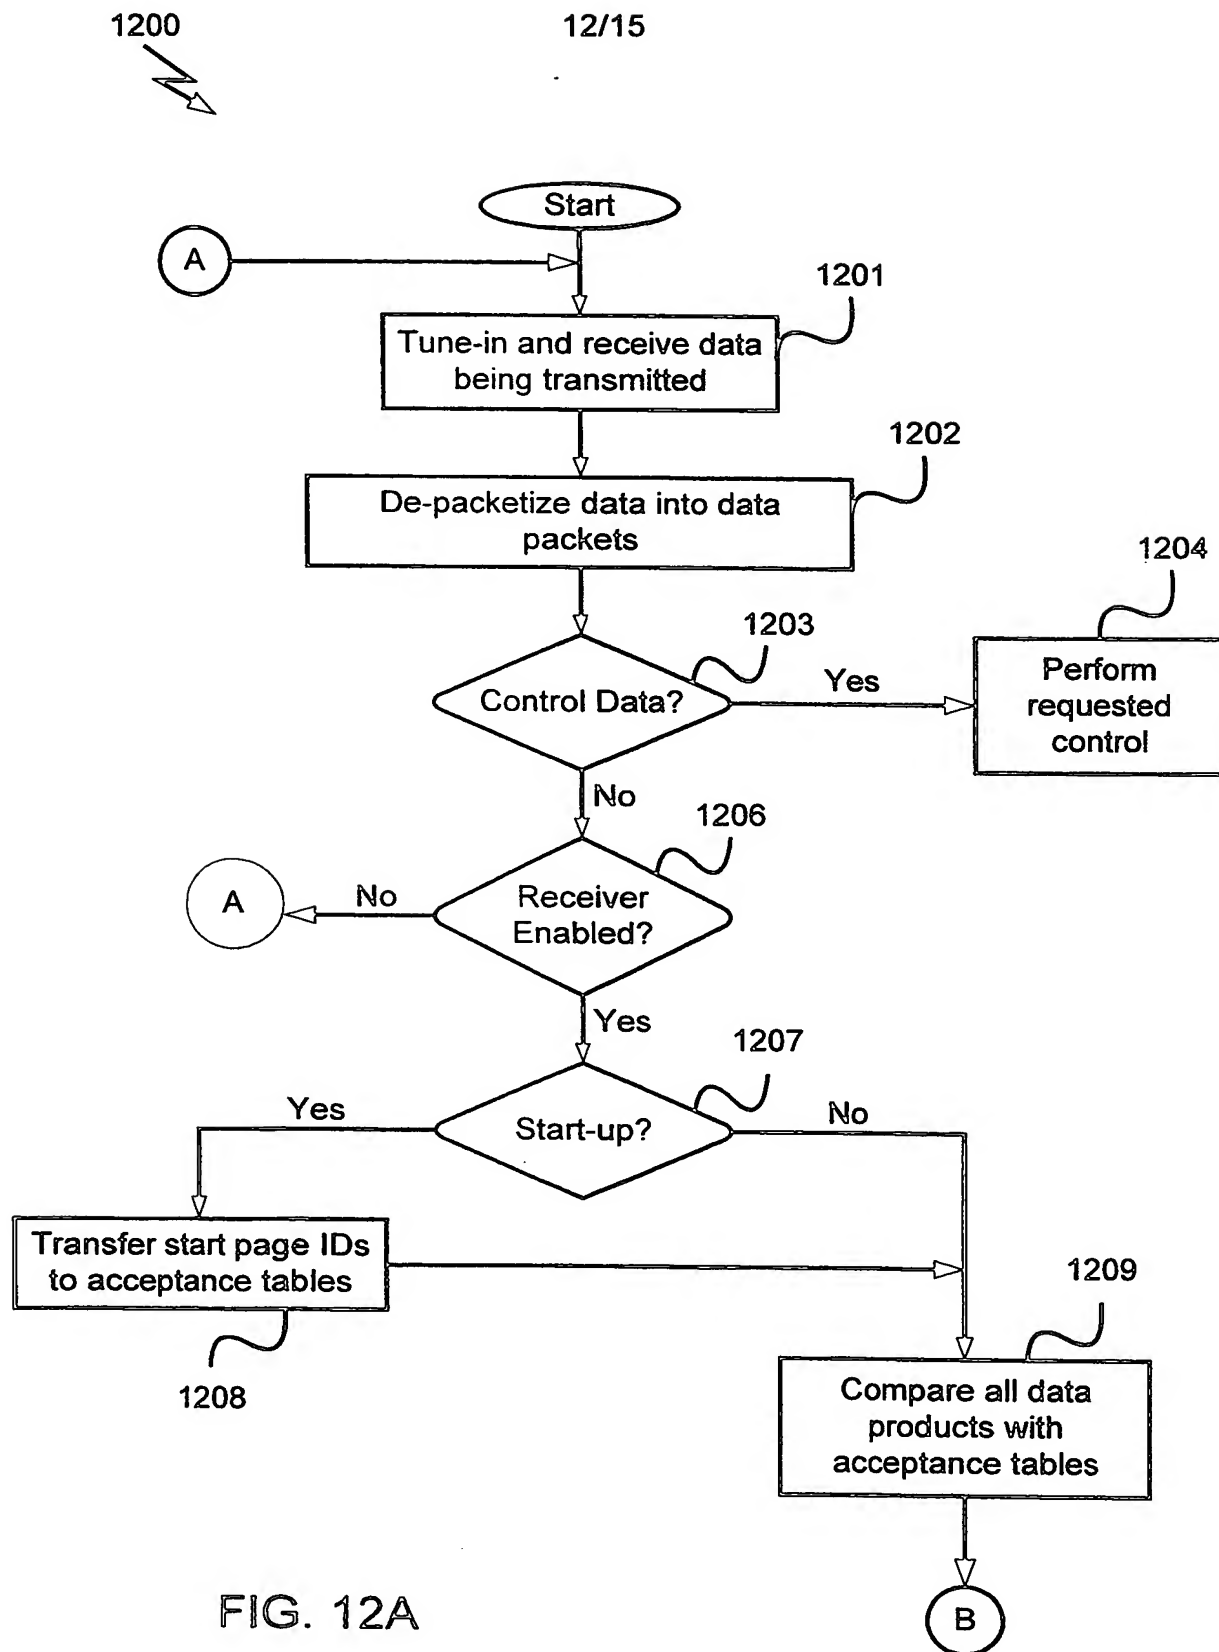 1200
12/15
Start
A
1201
Tune-in and receive data
being transmitted
1202
De-packetize data into data
packets
1204
1203
Control Data?
Yes
Perform
requested
control
No
1206
A
No
Receiver
Enabled?
Yes
1207
Yes
Start-up?
No
Transfer start page IDs
to acceptance tables
1208
1209
Compare all data
products with
acceptance tables
FIG. 12A
B